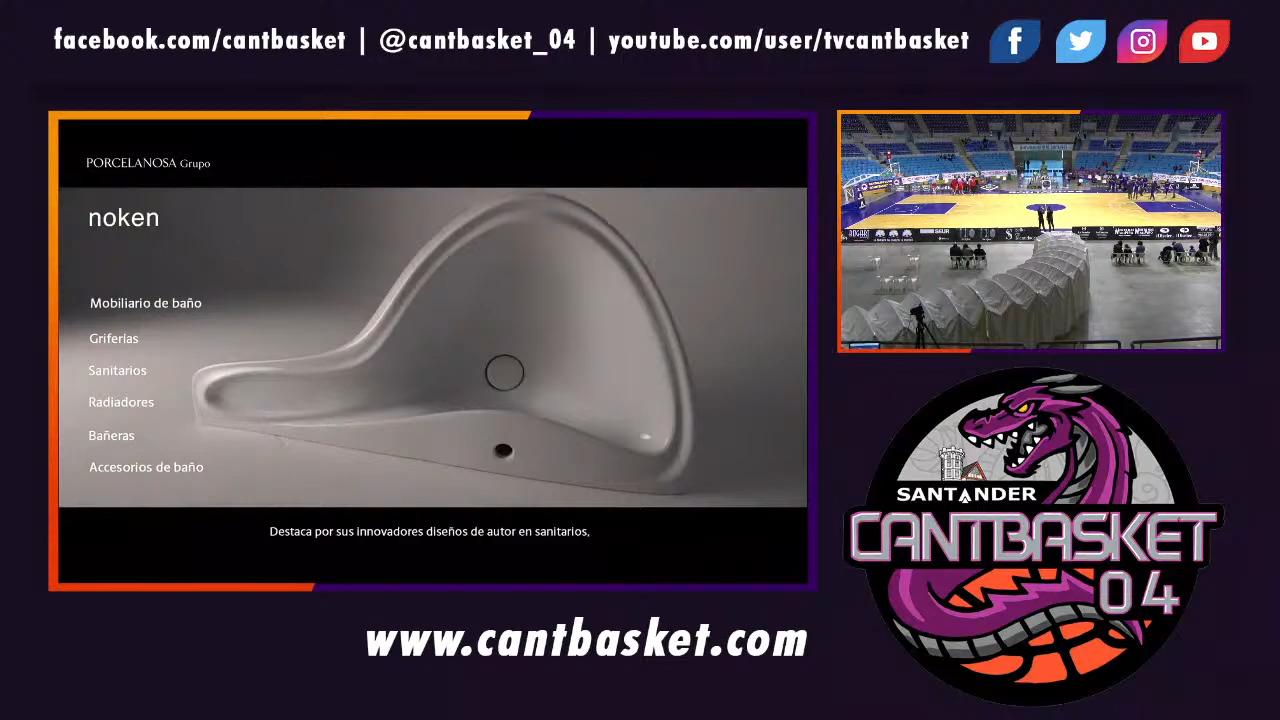 facebook.com/cantbasket | @cantbasket_04 | youtube.com/user/tvcantbasket
PORCELANOSA Grupo
noken
Mobiliario de baño
Griferías
Sanitarios
Radiadores
Bañeras
Accesorios de baño
Destaca por sus innovadores diseños de autor en sanitarios,
www.cantbasket.com
SANTANDER
CANTBASKET
04